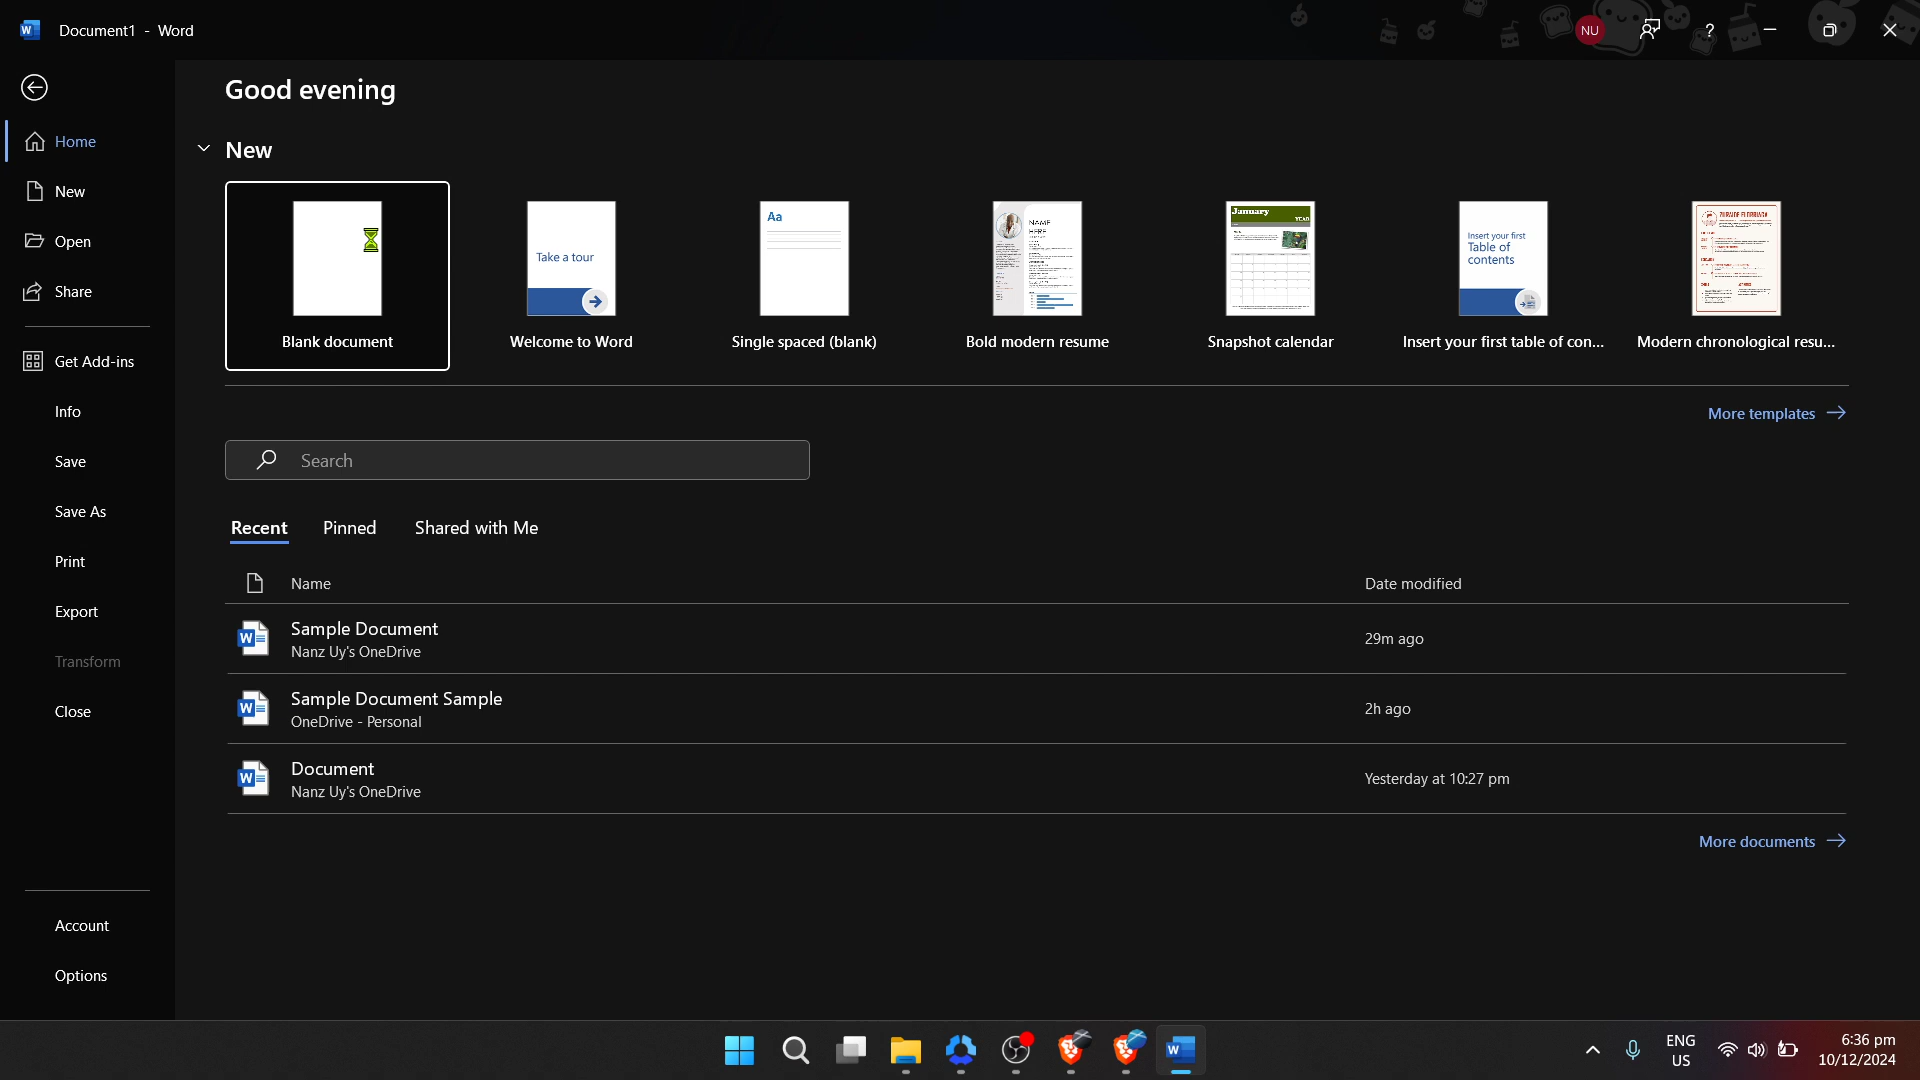 Document1 - Word
NU
?
Good evening
Home
New
Open
Share
Get Add-ins
Info
Save
Save As
Print
Export
Transform
Close
Account
Options
New
Blank document
Take a tour
Welcome to Word
Aa
Single spaced (blank)
NAME
HERE
Bold modern resume
January
YEAR
Snapshot calendar
Insert your first
Table of
contents
Insert your first table of con...
Modern chronological resu...
More templates
Search
Recent Pinned Shared with Me
Name Date modified
Sample Document
Nanz Uy's OneDrive
29m ago
Sample Document Sample
OneDrive - Personal
2h ago
Document
Nanz Uy's OneDrive
Yesterday at 10:27 pm
More documents
ENG
US
6:36 pm
10/12/2024